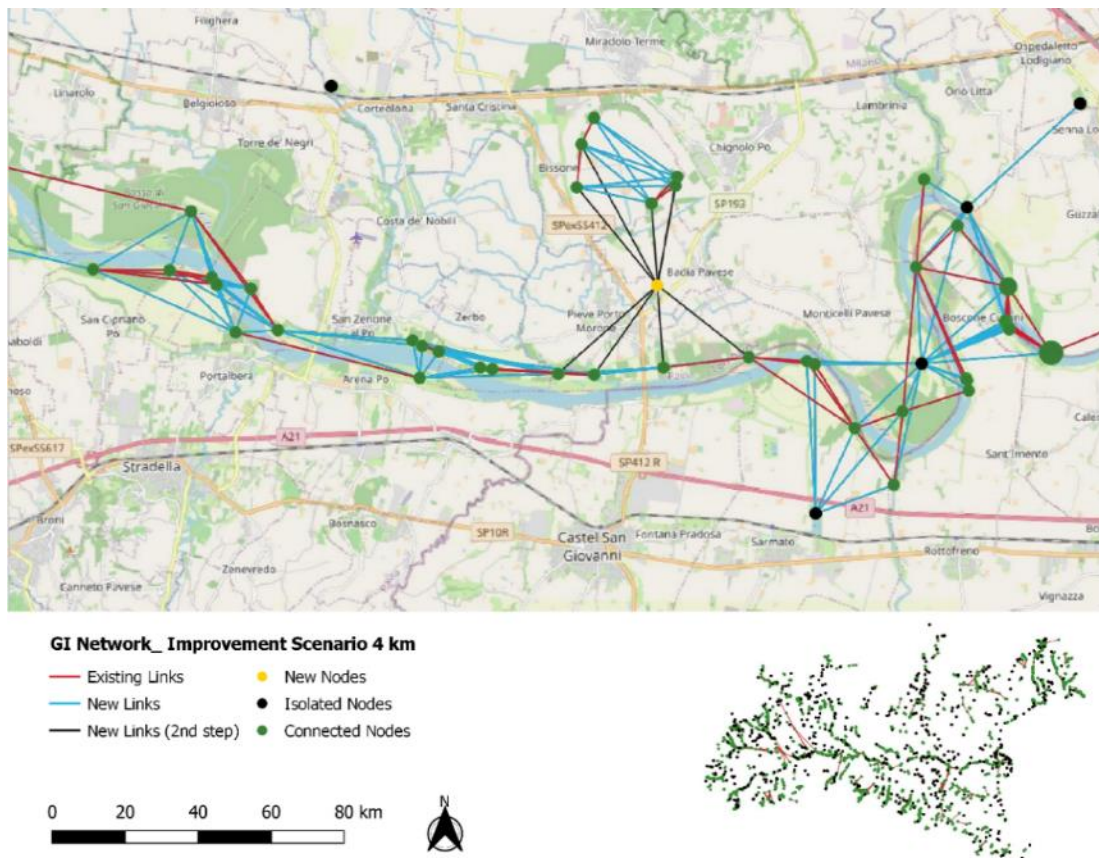 Filighera
Miradolo Terme
Ospedaletto
Lodigiano
Linarolo
Belgioioso
Corteolona
Santa Cristina
Lambrinia
Orio Litta
Torre de' Negri
Senna Lo
Bissone
Chignolo Po
SP193
Costa de' Nobili
SPexSS412
Guzza
Badia Pavese
San Cipriano
Po
San Zenone
al Po
Zerbo
Pieve Porto
Morone
Monticelli Pavese
Boscone Cusani
gaboldi
Portalbera
Arena Po
Cale
SPexSS617
A21
Stradella
SP412 R
Sant'Imento
A21
Broni
Bosnasco
SP10R
Castel San
Giovanni
Fontana Pradosa
Sarmato
Rottofreno
Canneto Pavese
Zenevredo
Vignazza
GI Network_ Improvement Scenario 4 km
Existing Links
New Nodes
New Links
Isolated Nodes
New Links (2nd step)
Connected Nodes
0 20 40 60 80 km
N